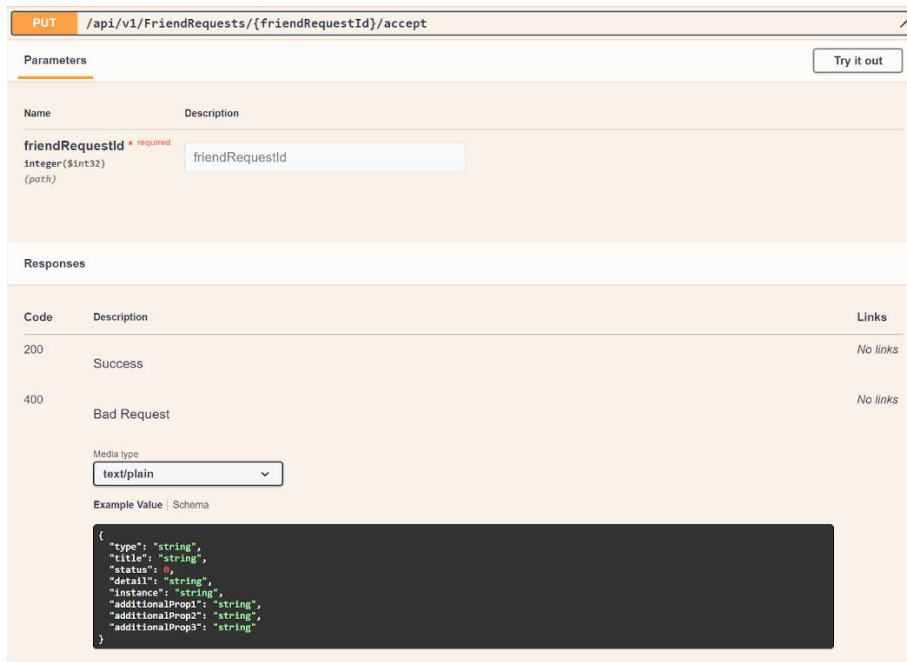 PUT /api/v1/FriendRequests/{friendRequestId}/accept
Parameters Try it out
Name Description
friendRequestId * required
friendRequestId
integer($int32)
(path)
Responses
Code Description Links
200 Success No links
400 Bad Request No links
Media type
text/plain
Example Value | Schema
{
"type": "string",
"title": "string",
"status": 0,
"detail": "string",
"instance": "string",
"additionalProp1": "string",
"additionalProp2": "string",
"additionalProp3": "string"
}